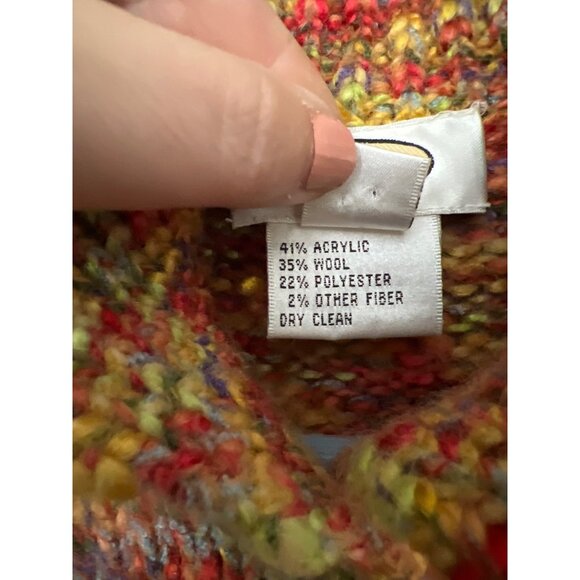 41% ACRYLIC
35% WOOL
22% POLYESTER
2% OTHER FIBER
DRY CLEAN